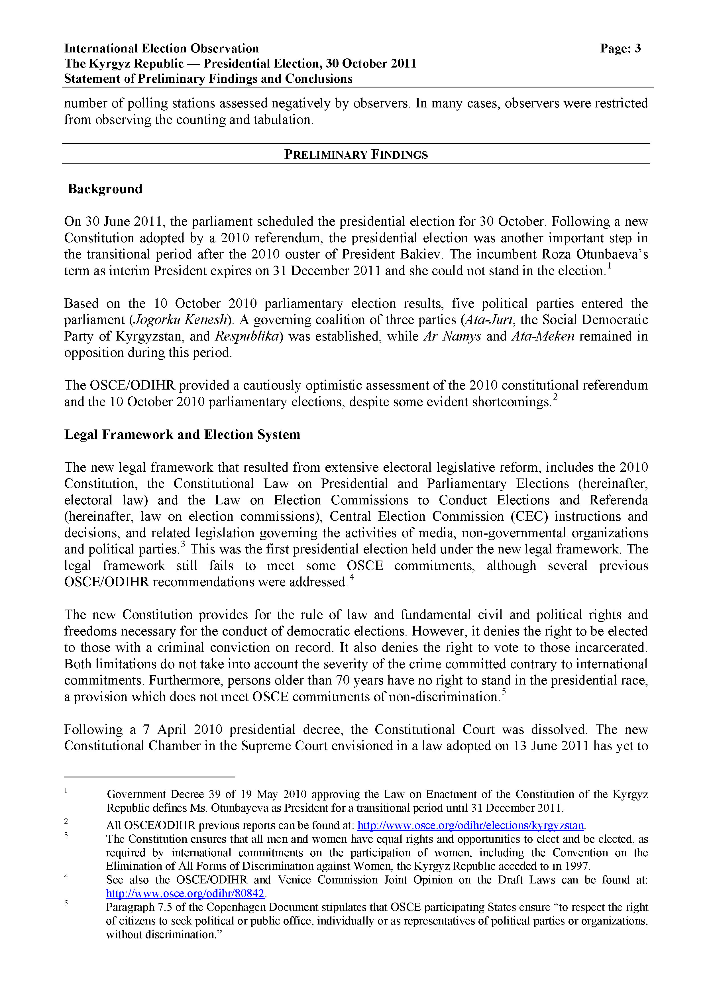 International Election Observation Page: 3
The Kyrgyz Republic — Presidential Election, 30 October 2011
Statement of Preliminary Findings and Conclusions
number of polling stations assessed negatively by observers. In many cases, observers were restricted
from observing the counting and tabulation.
PRELIMINARY FINDINGS
Background
On 30 June 2011, the parliament scheduled the presidential election for 30 October. Following a new
Constitution adopted by a 2010 referendum, the presidential election was another important step in
the transitional period after the 2010 ouster of President Bakiev. The incumbent Roza Otunbaeva’s
term as interim President expires on 31 December 2011 and she could not stand in the election.1
Based on the 10 October 2010 parliamentary election results, five political parties entered the
parliament (Jogorku Kenesh). A governing coalition of three parties (Ata-Jurt, the Social Democratic
Party of Kyrgyzstan, and Respublika) was established, while Ar Namys and Ata-Meken remained in
opposition during this period.
The OSCE/ODIHR provided a cautiously optimistic assessment of the 2010 constitutional referendum
and the 10 October 2010 parliamentary elections, despite some evident shortcomings.2
Legal Framework and Election System
The new legal framework that resulted from extensive electoral legislative reform, includes the 2010
Constitution, the Constitutional Law on Presidential and Parliamentary Elections (hereinafter,
electoral law) and the Law on Election Commissions to Conduct Elections and Referenda
(hereinafter, law on election commissions), Central Election Commission (CEC) instructions and
decisions, and related legislation governing the activities of media, non-governmental organizations
and political parties.3 This was the first presidential election held under the new legal framework. The
legal framework still fails to meet some OSCE commitments, although several previous
OSCE/ODIHR recommendations were addressed.4
The new Constitution provides for the rule of law and fundamental civil and political rights and
freedoms necessary for the conduct of democratic elections. However, it denies the right to be elected
to those with a criminal conviction on record. It also denies the right to vote to those incarcerated.
Both limitations do not take into account the severity of the crime committed contrary to international
commitments. Furthermore, persons older than 70 years have no right to stand in the presidential race,
a provision which does not meet OSCE commitments of non-discrimination.5
Following a 7 April 2010 presidential decree, the Constitutional Court was dissolved. The new
Constitutional Chamber in the Supreme Court envisioned in a law adopted on 13 June 2011 has yet to
1 Government Decree 39 of 19 May 2010 approving the Law on Enactment of the Constitution of the Kyrgyz
Republic defines Ms. Otunbayeva as President for a transitional period until 31 December 2011.
2 All OSCE/ODIHR previous reports can be found at: http://www.osce.org/odihr/elections/kyrgyzstan.
3 The Constitution ensures that all men and women have equal rights and opportunities to elect and be elected, as
required by international commitments on the participation of women, including the Convention on the
Elimination of All Forms of Discrimination against Women, the Kyrgyz Republic acceded to in 1997.
4 See also the OSCE/ODIHR and Venice Commission Joint Opinion on the Draft Laws can be found at:
http://www.osce.org/odihr/80842.
5 Paragraph 7.5 of the Copenhagen Document stipulates that OSCE participating States ensure “to respect the right
of citizens to seek political or public office, individually or as representatives of political parties or organizations,
without discrimination.”